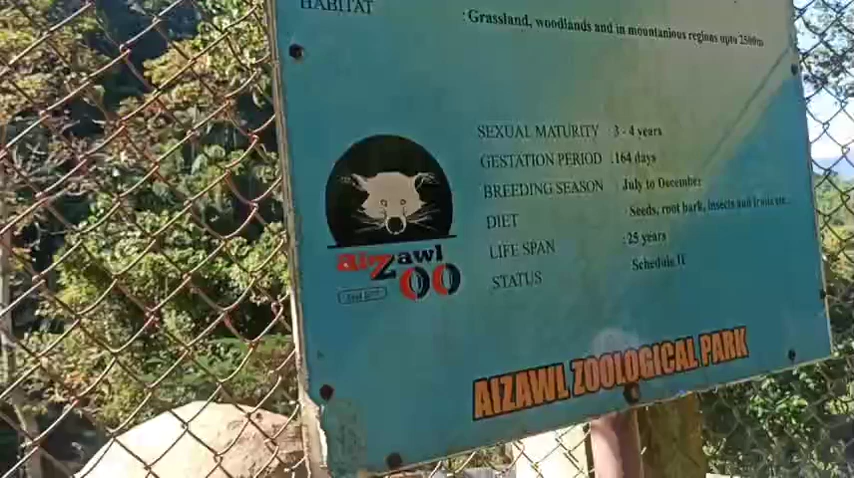 HABITAT : Grassland, woodlands and in mountanious regions upto 2500m
SEXUAL MATURITY : 3 - 4 years
GESTATION PERIOD : 164 days
BREEDING SEASON July to December
DIET Seeds, root bark, insects and fruits etc.
LIFE SPAN : 25 years
STATUS Schedule II
aizawl
ZOO
AIZAWL ZOOLOGICAL PARK